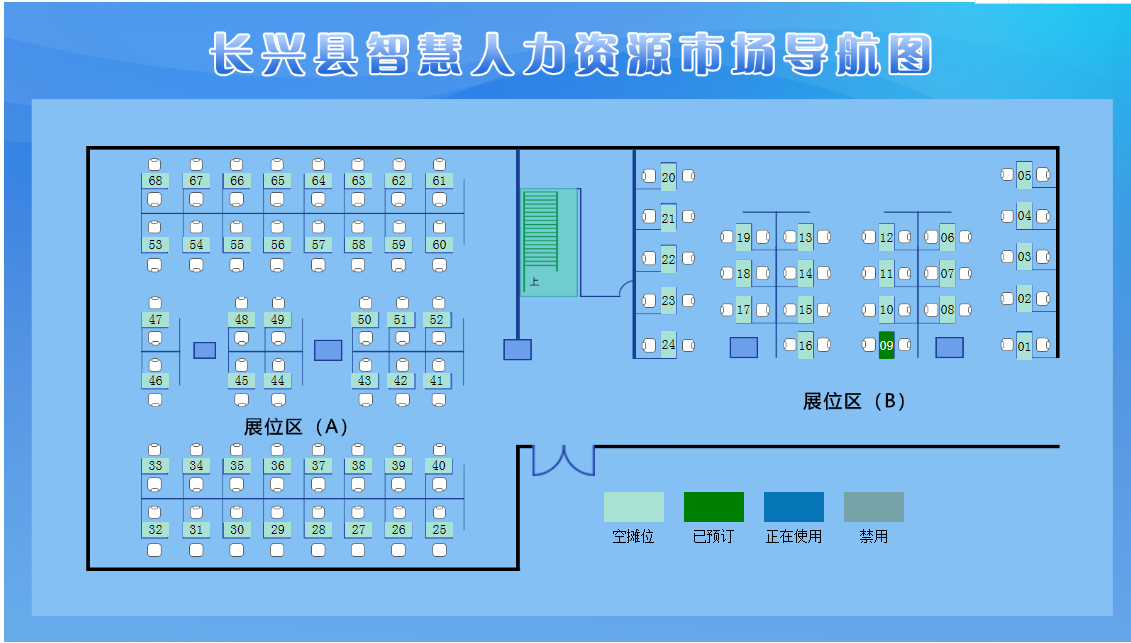 长兴县智慧人力资源市场导航图
68 67 66 65 64 63 62 61
53 54 55 56 57 58 59 60
47 48 49 50 51 52
46 45 44 43 42 41
展位区（A）
33 34 35 36 37 38 39 40
32 31 30 29 28 27 26 25
上
20 05
21 04
19 13 12 06
22 03
18 14 11 07
23 02
17 15 10 08
24 16 09 01
展位区（B）
空摊位 已预订 正在使用 禁用